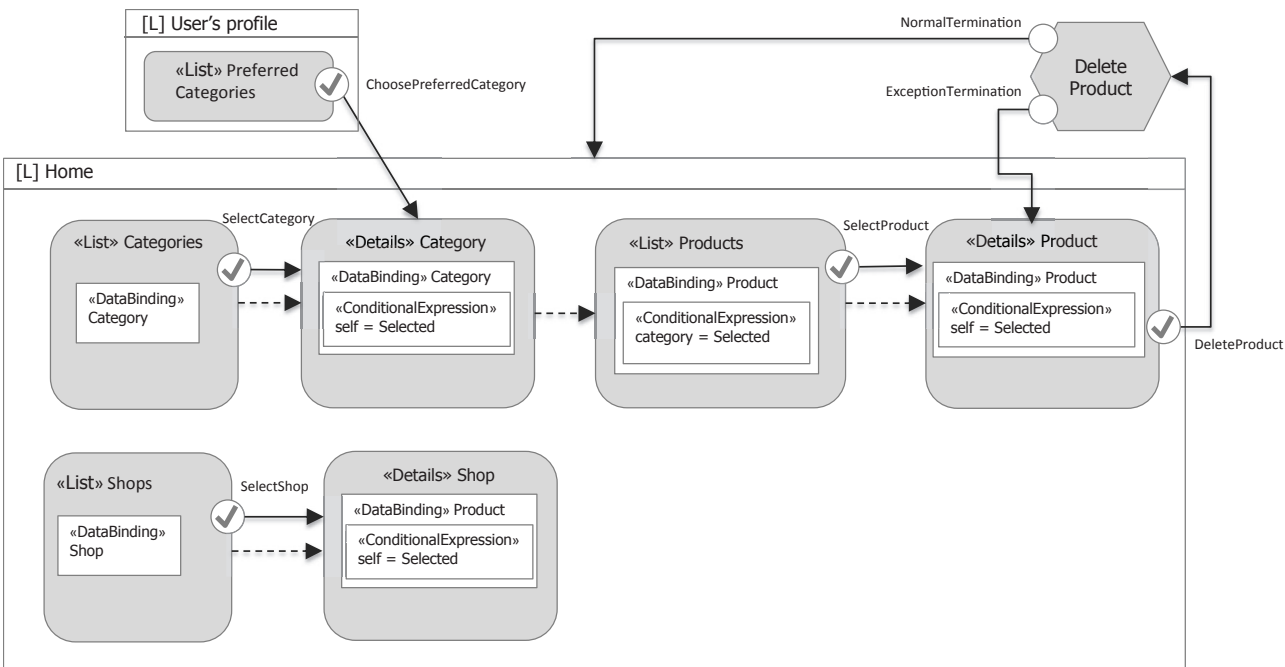 [L] User's profile
«List» Preferred
Categories
ChoosePreferredCategory
NormalTermination
ExceptionTermination
Delete
Product
[L] Home
«List» Categories
«DataBinding»
Category
SelectCategory
«Details» Category
«DataBinding» Category
«ConditionalExpression»
self = Selected
«List» Products
«DataBinding» Product
«ConditionalExpression»
category = Selected
SelectProduct
«Details» Product
«DataBinding» Product
«ConditionalExpression»
self = Selected
DeleteProduct
«List» Shops
«DataBinding»
Shop
SelectShop
«Details» Shop
«DataBinding» Product
«ConditionalExpression»
self = Selected